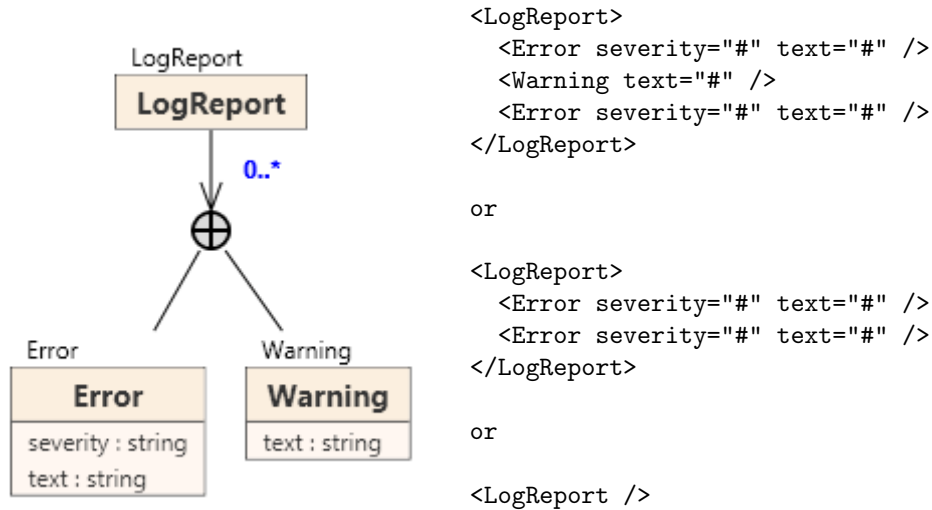 LogReport
LogReport
0..*
Error
Error
severity : string
text : string
Warning
Warning
text : string
<LogReport>
  <Error severity="#" text="#" />
  <Warning text="#" />
  <Error severity="#" text="#" />
</LogReport>
or
<LogReport>
  <Error severity="#" text="#" />
  <Error severity="#" text="#" />
</LogReport>
or
<LogReport />